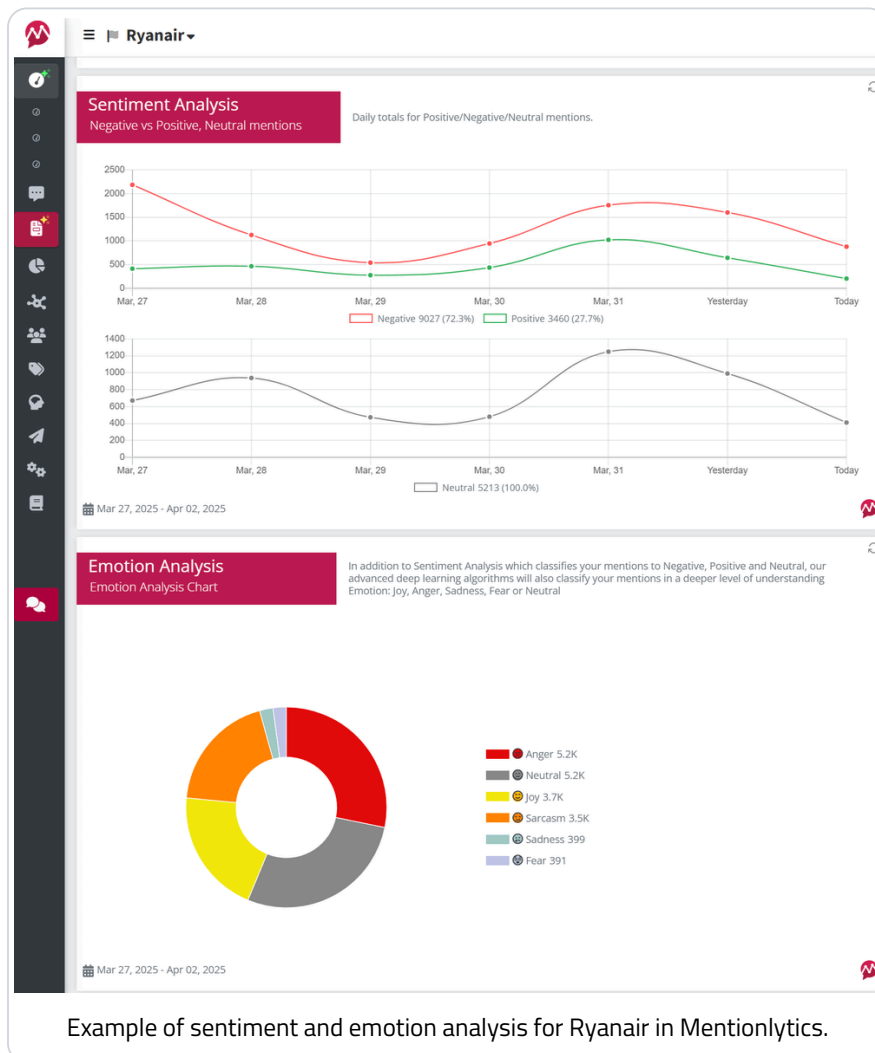 Ryanair
Sentiment Analysis
Negative vs Positive, Neutral mentions
Daily totals for Positive/Negative/Neutral mentions.
2500
2000
1500
1000
500
0
Mar, 27 Mar, 28 Mar, 29 Mar, 30 Mar, 31 Yesterday Today
Negative 9027 (72.3%) Positive 3460 (27.7%)
1400
1200
1000
800
600
400
200
0
Mar, 27 Mar, 28 Mar, 29 Mar, 30 Mar, 31 Yesterday Today
Neutral 5213 (100.0%)
Mar 27, 2025 - Apr 02, 2025
Emotion Analysis
Emotion Analysis Chart
In addition to Sentiment Analysis which classifies your mentions to Negative, Positive and Neutral, our
advanced deep learning algorithms will also classify your mentions in a deeper level of understanding
Emotion: Joy, Anger, Sadness, Fear or Neutral
Anger 5.2K
Neutral 5.2K
Joy 3.7K
Sarcasm 3.5K
Sadness 399
Fear 391
Mar 27, 2025 - Apr 02, 2025
Example of sentiment and emotion analysis for Ryanair in Mentionlytics.